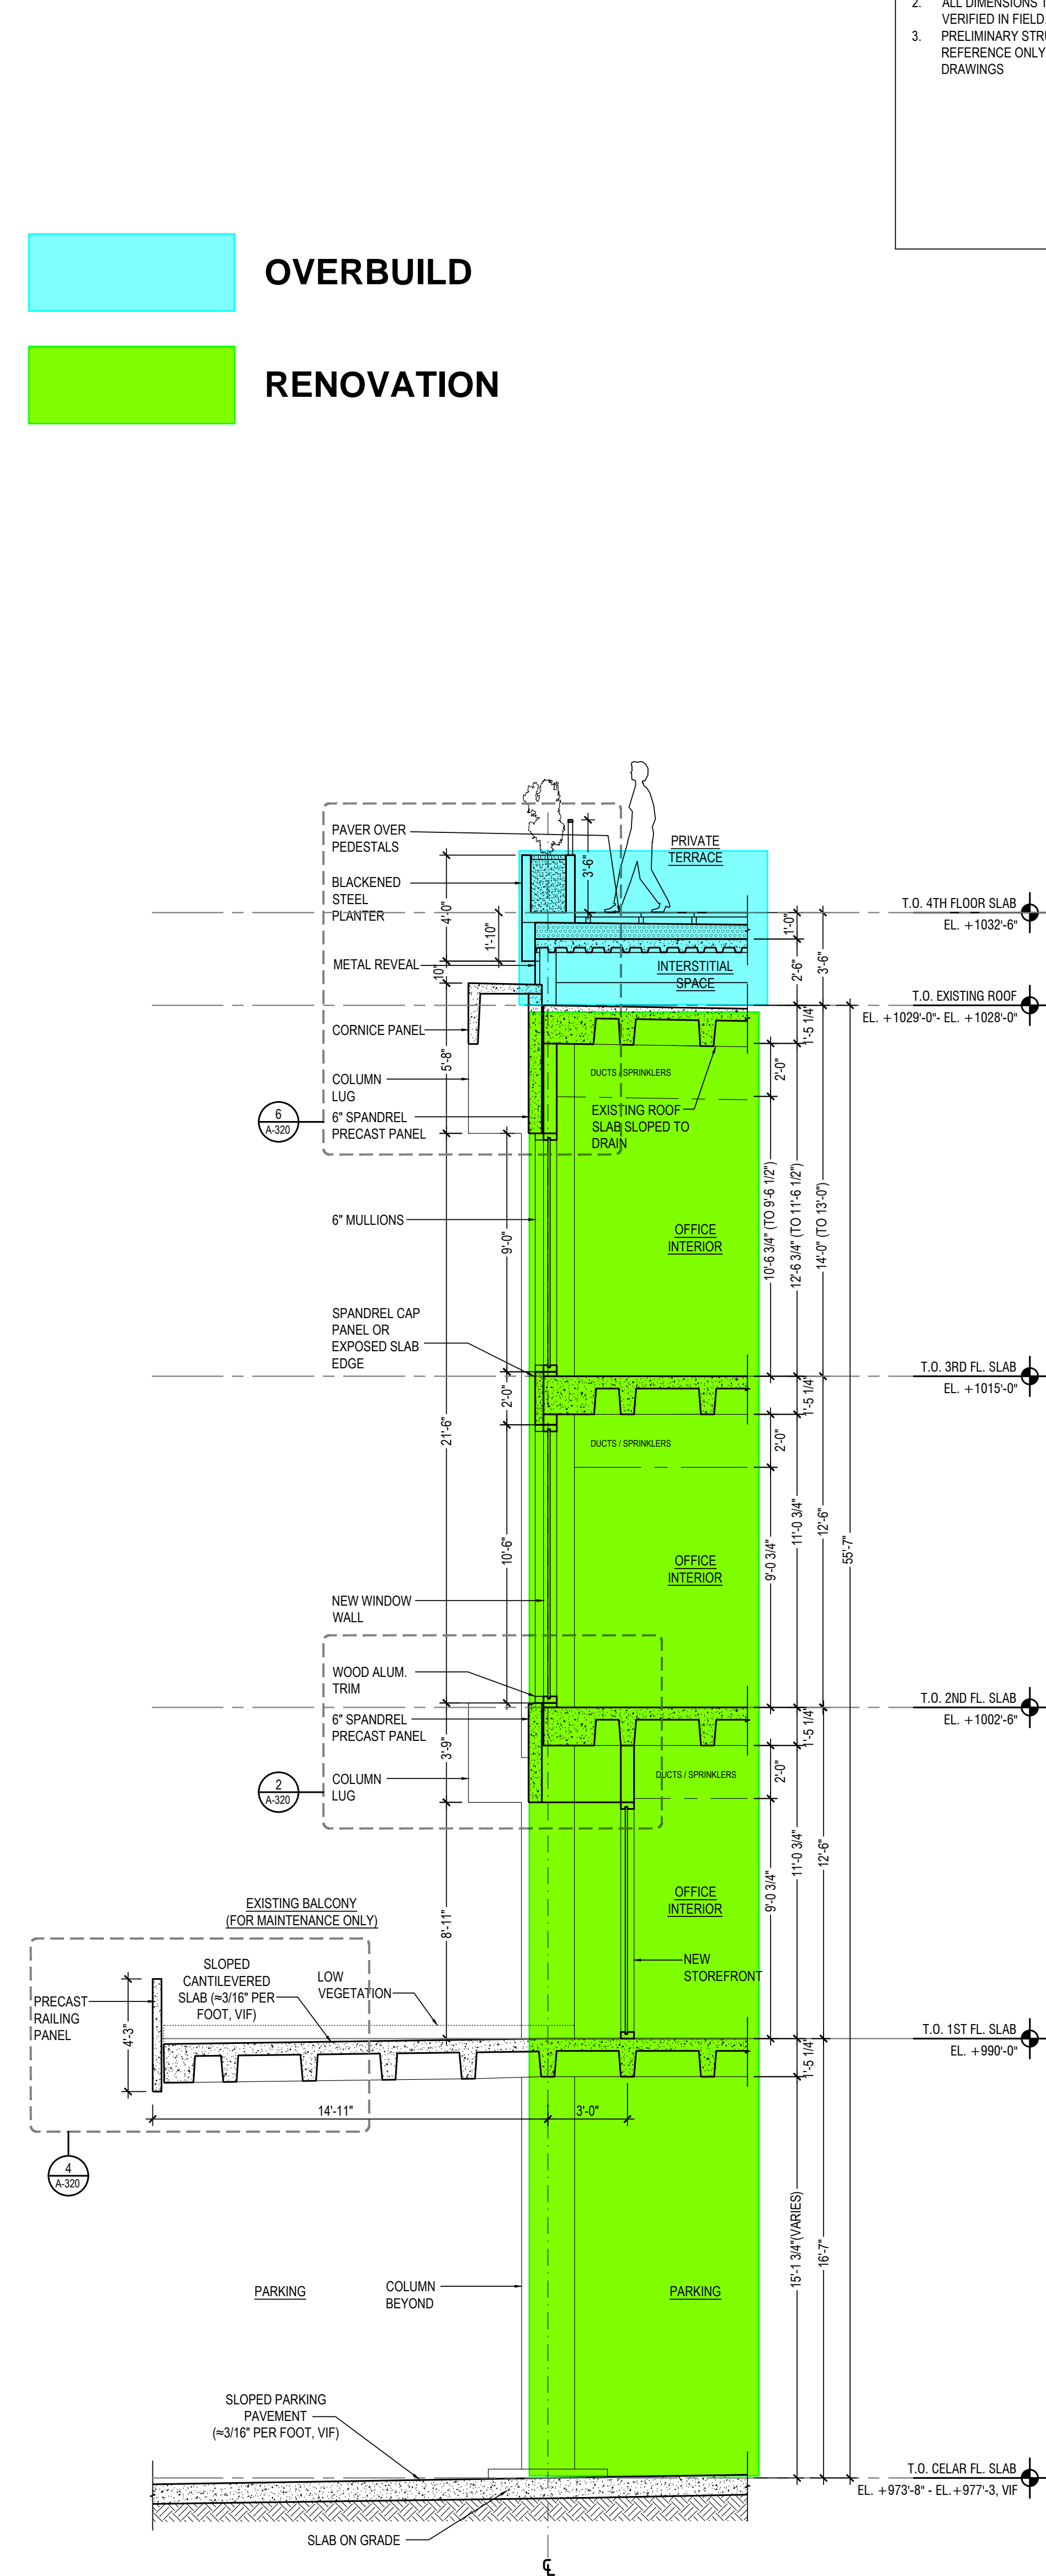 2. ALL DIMENSIONS
VERIFIED IN FIELD.
3. PRELIMINARY STRU
REFERENCE ONLY
DRAWINGS
OVERBUILD
RENOVATION
PAVER OVER
PEDESTALS
BLACKENED
STEEL
PLANTER
METAL REVEAL
CORNICE PANEL
COLUMN
LUG
6" SPANDREL
PRECAST PANEL
6
A-320
6" MULLIONS
SPANDREL CAP
PANEL OR
EXPOSED SLAB
EDGE
NEW WINDOW
WALL
WOOD ALUM.
TRIM
6" SPANDREL
PRECAST PANEL
COLUMN
LUG
2
A-320
4'-0"
1'-10"
10"
5'-8"
9'-0"
2'-0"
21'-6"
10'-6"
3'-9"
8'-11"
3'-6"
PRIVATE
TERRACE
INTERSTITIAL
SPACE
DUCTS / SPRINKLERS
EXISTING ROOF
SLAB SLOPED TO
DRAIN
OFFICE
INTERIOR
DUCTS / SPRINKLERS
OFFICE
INTERIOR
DUCTS / SPRINKLERS
OFFICE
INTERIOR
NEW
STOREFRONT
1'-0"
2'-6"
3'-6"
1'-5 1/4"
2'-0"
10'-6 3/4" (TO 9'-6 1/2")
12'-6 3/4" (TO 11'-6 1/2")
14'-0" (TO 13'-0")
1'-5 1/4"
2'-0"
9'-0 3/4"
11'-0 3/4"
12'-6"
55'-7"
1'-5 1/4"
2'-0"
9'-0 3/4"
11'-0 3/4"
12'-6"
1'-5 1/4"
15'-1 3/4"(VARIES)
16'-7"
T.O. 4TH FLOOR SLAB
EL. +1032'-6"
T.O. EXISTING ROOF
EL. +1029'-0"- EL. +1028'-0"
T.O. 3RD FL. SLAB
EL. +1015'-0"
T.O. 2ND FL. SLAB
EL. +1002'-6"
T.O. 1ST FL. SLAB
EL. +990'-0"
T.O. CELAR FL. SLAB
EL. +973'-8" - EL.+977'-3, VIF
EXISTING BALCONY
(FOR MAINTENANCE ONLY)
SLOPED
CANTILEVERED
SLAB (≈3/16" PER
FOOT, VIF)
LOW
VEGETATION
PRECAST
RAILING
PANEL
4'-3"
14'-11"
3'-0"
4
A-320
PARKING
COLUMN
BEYOND
PARKING
SLOPED PARKING
PAVEMENT
(≈3/16" PER FOOT, VIF)
SLAB ON GRADE
CL